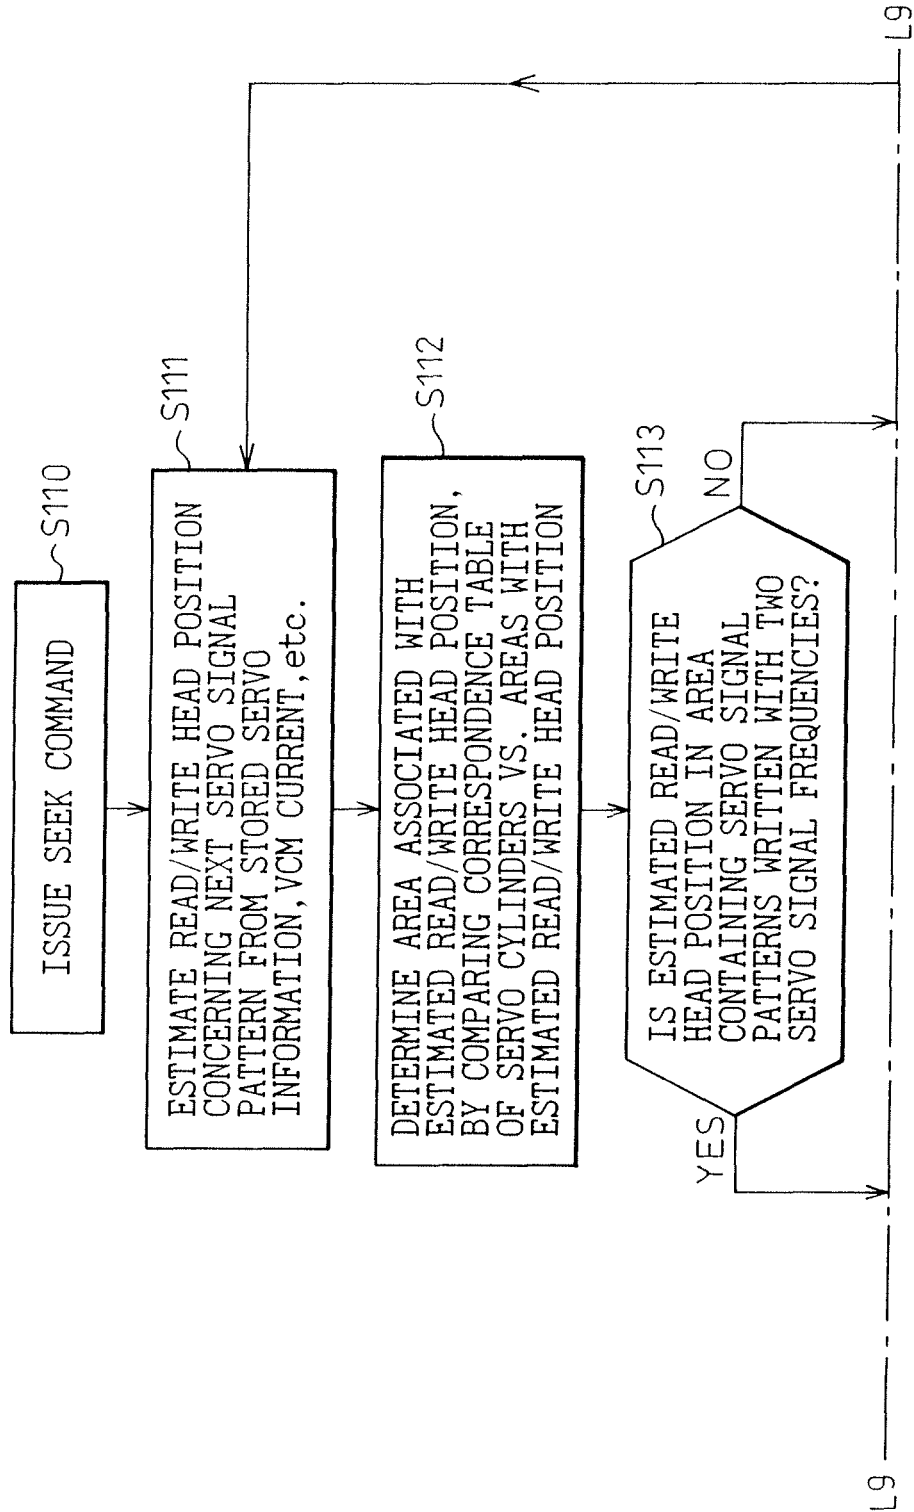 ISSUE SEEK COMMAND
S110
ESTIMATE READ/WRITE HEAD POSITION
CONCERNING NEXT SERVO SIGNAL
PATTERN FROM STORED SERVO
INFORMATION,VCM CURRENT,etc.
S111
DETERMINE AREA ASSOCIATED WITH
ESTIMATED READ/WRITE HEAD POSITION,
BY COMPARING CORRESPONDENCE TABLE
OF SERVO CYLINDERS VS. AREAS WITH
ESTIMATED READ/WRITE HEAD POSITION
S112
IS ESTIMATED READ/WRITE
HEAD POSITION IN AREA
CONTAINING SERVO SIGNAL
PATTERNS WRITTEN WITH TWO
SERVO SIGNAL FREQUENCIES?
S113
YES
NO
L9
L9